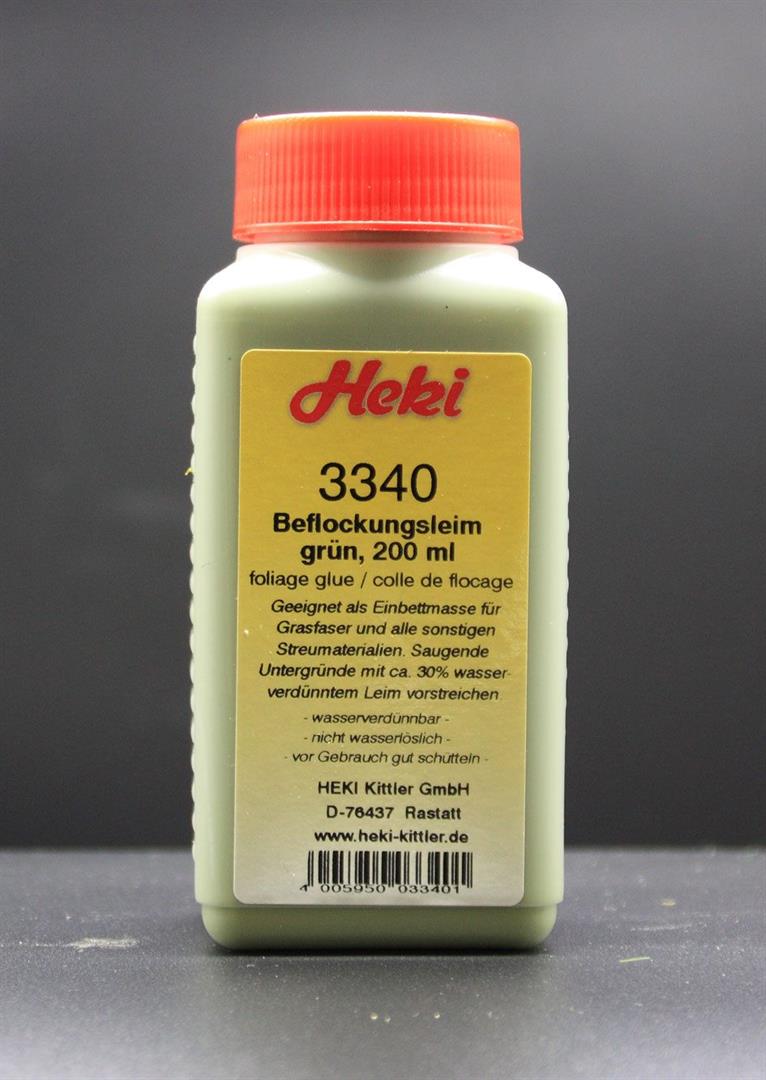 Heki
3340
Beflockungsleim
grün, 200 ml
foliage glue / colle de flocage
Geeignet als Einbettmasse für
Grasfaser und alle sonstigen
Streumaterialien. Saugende
Untergründe mit ca. 30% wasser-
verdünntem Leim vorstreichen
- wasserverdünnbar -
- nicht wasserlöslich -
- vor Gebrauch gut schütteln -
HEKI Kittler GmbH
D-76437 Rastatt
www.heki-kittler.de
4 005950 033401